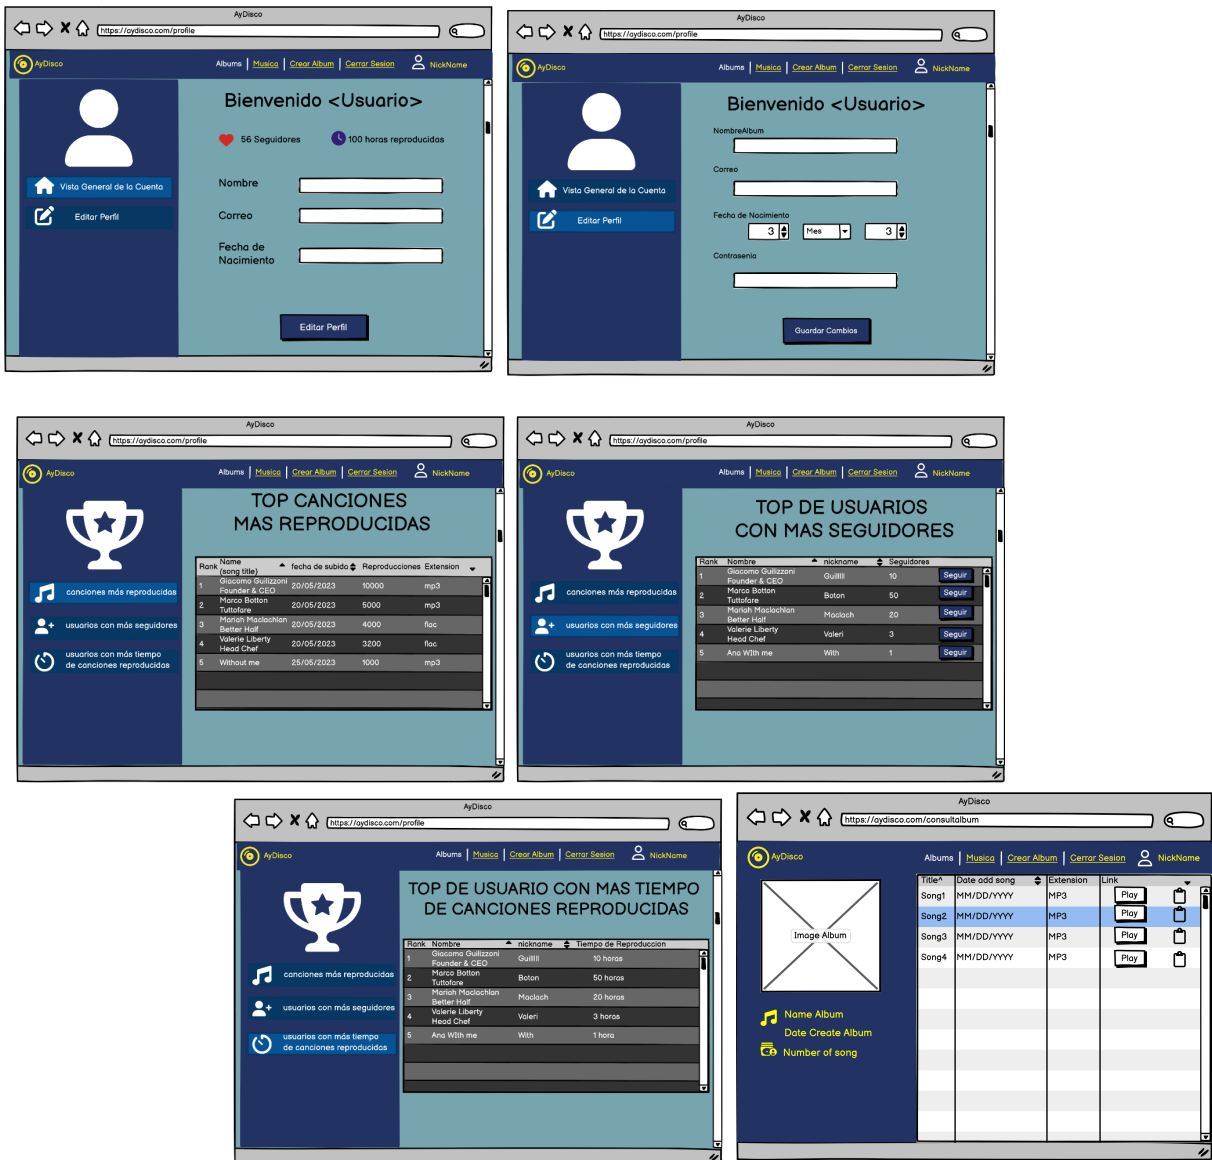 AyDisco
https://aydisco.com/profile
AyDisco
Albums | Musica | Crear Album | Cerrar Sesion NickName
Bienvenido <Usuario>
56 Seguidores
100 horas reproducidas
Vista General de la Cuenta
Editar Perfil
Nombre
Correo
Fecha de
Nacimiento
Editar Perfil
AyDisco
https://aydisco.com/profile
AyDisco
Albums | Musica | Crear Album | Cerrar Sesion NickName
Bienvenido <Usuario>
Vista General de la Cuenta
Editar Perfil
NombreAlbum
Correo
Fecha de Nacimiento
3 Mes 3
Contrasenia
Guardar Cambios
AyDisco
https://aydisco.com/profile
AyDisco
Albums | Musica | Crear Album | Cerrar Sesion NickName
canciones más reproducidas
usuarios con más seguidores
usuarios con más tiempo
de canciones reproducidas
TOP CANCIONES
MAS REPRODUCIDAS
Rank Name
(song title) fecha de subida Reproducciones Extension
1 Giacomo Guilizzoni
Founder & CEO 20/05/2023 10000 mp3
2 Marco Botton
Tuttofare 20/05/2023 5000 mp3
3 Mariah Maclachlan
Better Half 20/05/2023 4000 flac
4 Valerie Liberty
Head Chef 20/05/2023 3200 flac
5 Without me 25/05/2023 1000 mp3
AyDisco
https://aydisco.com/profile
AyDisco
Albums | Musica | Crear Album | Cerrar Sesion NickName
canciones más reproducidas
usuarios con más seguidores
usuarios con más tiempo
de canciones reproducidas
TOP DE USUARIOS
CON MAS SEGUIDORES
Rank Nombre nickname Seguidores
1 Giacomo Guilizzoni
Founder & CEO Guilllll 10 Seguir
2 Marco Botton
Tuttofare Boton 50 Seguir
3 Mariah Maclachlan
Better Half Maclach 20 Seguir
4 Valerie Liberty
Head Chef Valeri 3 Seguir
5 Ana WIth me With 1 Seguir
AyDisco
https://aydisco.com/profile
AyDisco
Albums | Musica | Crear Album | Cerrar Sesion NickName
canciones más reproducidas
usuarios con más seguidores
usuarios con más tiempo
de canciones reproducidas
TOP DE USUARIO CON MAS TIEMPO
DE CANCIONES REPRODUCIDAS
Rank Nombre nickname Tiempo de Reproduccion
1 Giacomo Guilizzoni
Founder & CEO Guilllll 10 horas
2 Marco Botton
Tuttofare Boton 50 horas
3 Mariah Maclachlan
Better Half Maclach 20 horas
4 Valerie Liberty
Head Chef Valeri 3 horas
5 Ana WIth me With 1 hora
AyDisco
https://aydisco.com/consultalbum
AyDisco
Albums | Musica | Crear Album | Cerrar Sesion NickName
Image Album
Name Album
Date Create Album
Number of song
Title^ Date add song Extension Link
Song1 MM/DD/YYYY MP3 Play
Song2 MM/DD/YYYY MP3 Play
Song3 MM/DD/YYYY MP3 Play
Song4 MM/DD/YYYY MP3 Play